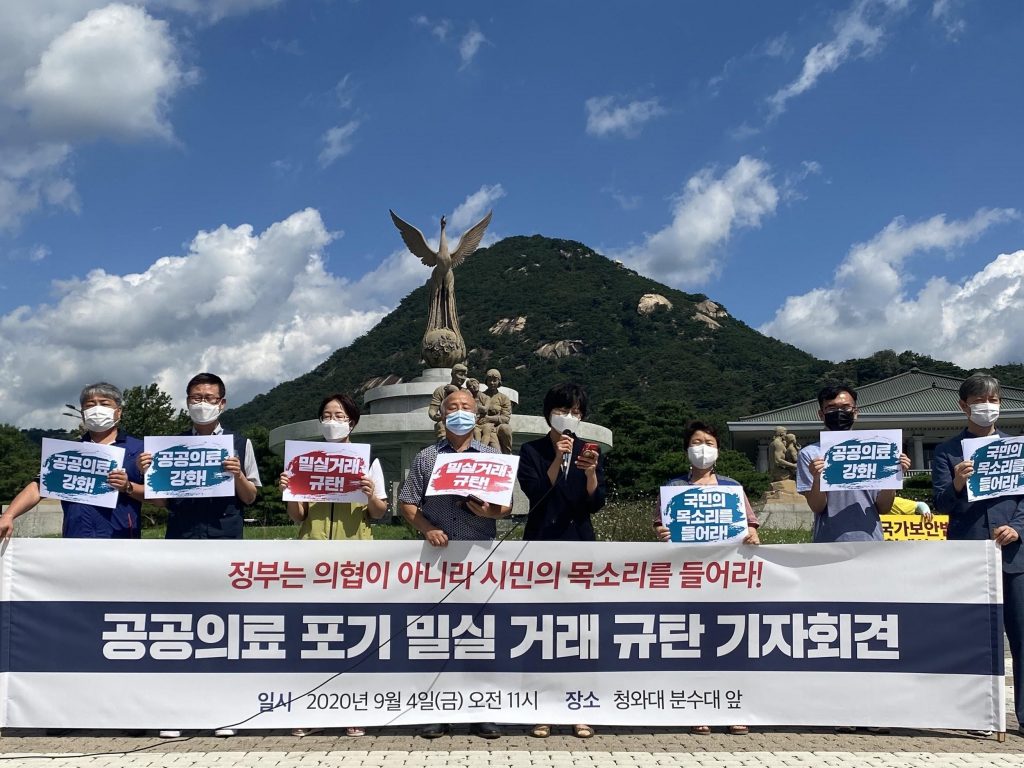 공공의료
강화!
공공의료
강화!
밀실거래
규탄!
밀실거래
규탄!
국민의
목소리를
들어라!
공공의료
강화!
국민의
목소리를
들어라!
국가보안법
정부는 의협이 아니라 시민의 목소리를 들어라!
공공의료 포기 밀실 거래 규탄 기자회견
일시 2020년 9월 4일(금) 오전 11시 장소 청와대 분수대 앞